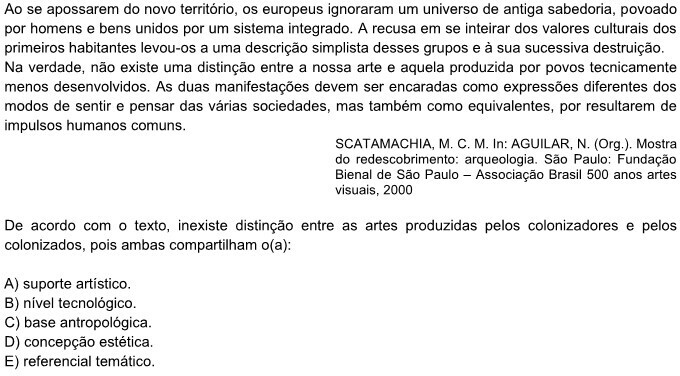 Ao se apossarem do novo território, os europeus ignoraram um universo de antiga sabedoria, povoado
por homens e bens unidos por um sistema integrado. A recusa em se inteirar dos valores culturais dos
primeiros habitantes levou-os a uma descrição simplista desses grupos e à sua sucessiva destruição.
Na verdade, não existe uma distinção entre a nossa arte e aquela produzida por povos tecnicamente
menos desenvolvidos. As duas manifestações devem ser encaradas como expressões diferentes dos
modos de sentir e pensar das várias sociedades, mas também como equivalentes, por resultarem de
impulsos humanos comuns.
SCATAMACHIA, M. C. M. In: AGUILAR, N. (Org.). Mostra
do redescobrimento: arqueologia. São Paulo: Fundação
Bienal de São Paulo – Associação Brasil 500 anos artes
visuais, 2000
De acordo com o texto, inexiste distinção entre as artes produzidas pelos colonizadores e pelos
colonizados, pois ambas compartilham o(a):
A) suporte artístico.
B) nível tecnológico.
C) base antropológica.
D) concepção estética.
E) referencial temático.